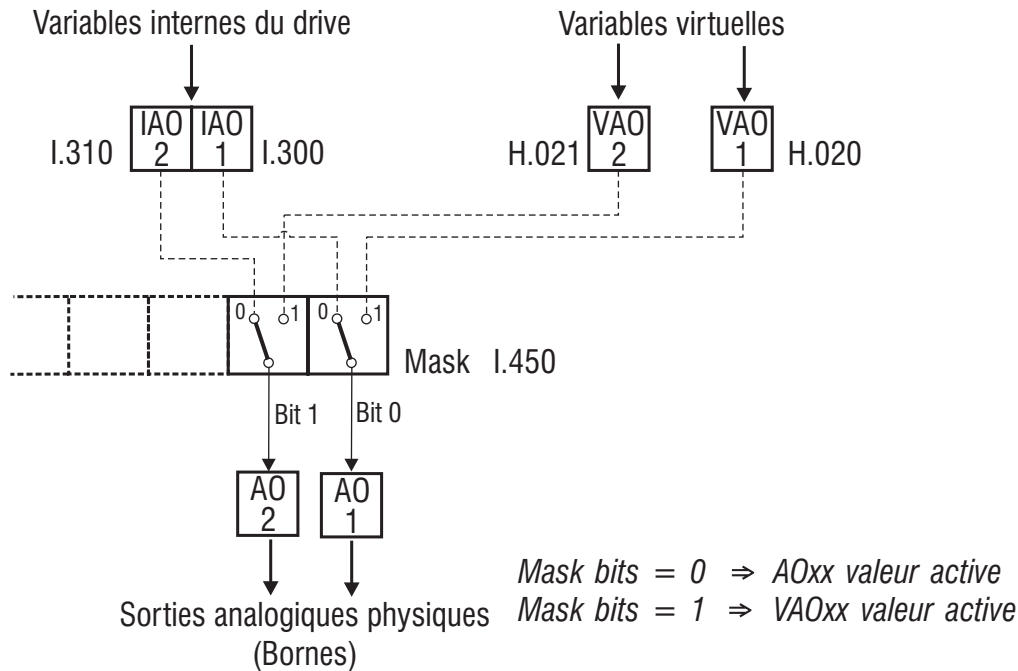 Variables internes du drive
Variables virtuelles
I.310
IAO
2
IAO
1
I.300
H.021
VAO
2
VAO
1
H.020
0
1
0
1
Mask I.450
Bit 1
Bit 0
AO
2
AO
1
Sorties analogiques physiques
(Bornes)
Mask bits = 0 ⇒ AOxx valeur active
Mask bits = 1 ⇒ VAOxx valeur active